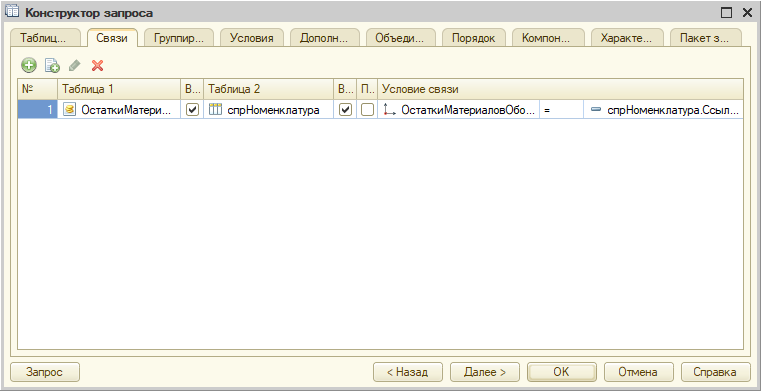 Конструктор запроса
Таблиц... Связи Группир... Условия Дополн... Объеди... Порядок Компон... Характе... Пакет з...
№ Таблица 1 В... Таблица 2 В... П... Условие связи
1 ОстаткиМатери... спрНоменклатура ОстаткиМатериаловОбо... = спрНоменклатура.Ссыл...
Запрос < Назад Далее > OK Отмена Справка